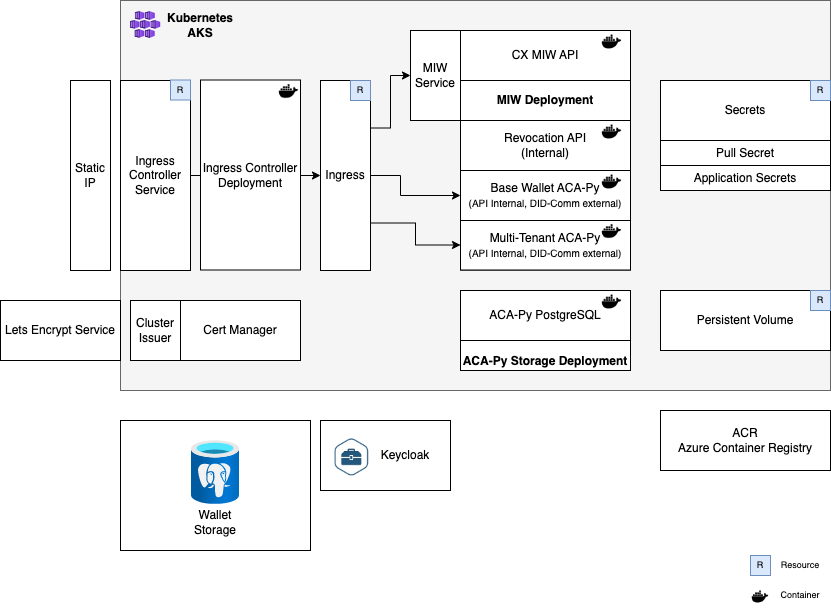 Kubernetes
AKS
MIW
Service
CX MIW API
MIW Deployment
R
R
R
Static
IP
Ingress
Controller
Service
Ingress Controller
Deployment
Ingress
Revocation API
(Internal)
Base Wallet ACA-Py
(API Internal, DID-Comm external)
Multi-Tenant ACA-Py
(API Internal, DID-Comm external)
Secrets
Pull Secret
Application Secrets
Lets Encrypt Service
Cluster
Issuer
Cert Manager
ACA-Py PostgreSQL
ACA-Py Storage Deployment
R
Persistent Volume
Wallet
Storage
Keycloak
ACR
Azure Container Registry
R
Resource
Container